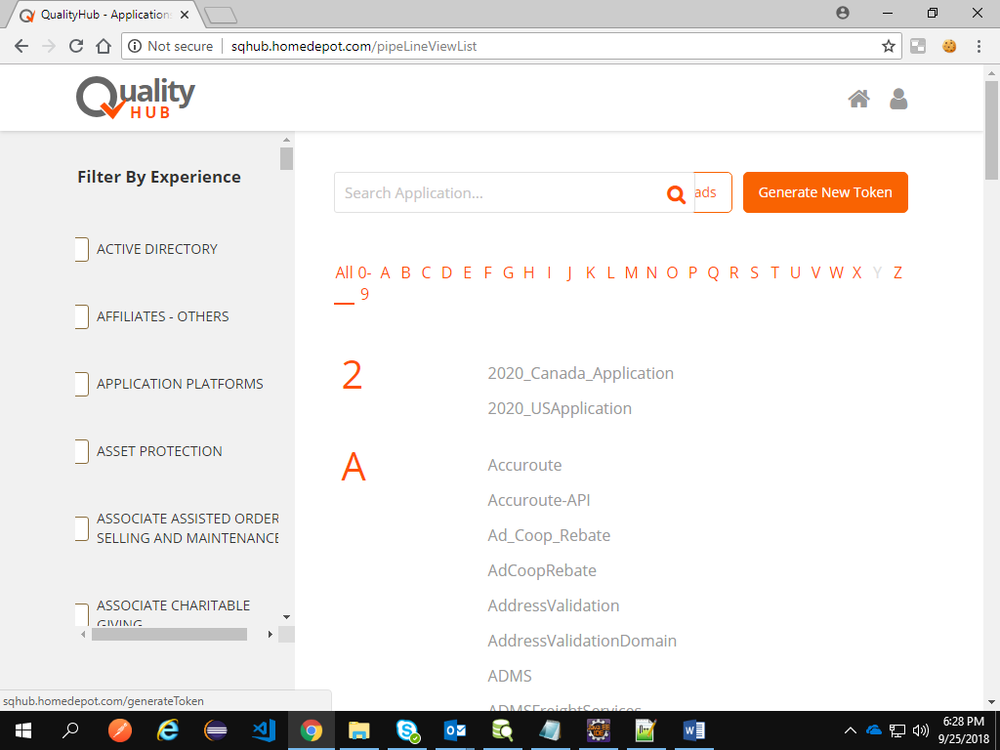 QualityHub - Applications
Not secure
sqhub.homedepot.com/pipeLineViewList
Quality
HUB
Filter By Experience
ACTIVE DIRECTORY
AFFILIATES - OTHERS
APPLICATION PLATFORMS
ASSET PROTECTION
ASSOCIATE ASSISTED ORDER
SELLING AND MAINTENANCE
ASSOCIATE CHARITABLE
GIVING
Search Application...
ads
Generate New Token
All 0- A B C D E F G H I J K L M N O P Q R S T U V W X Y Z
9
2
2020_Canada_Application
2020_USApplication
A
Accuroute
Accuroute-API
Ad_Coop_Rebate
AdCoopRebate
AddressValidation
AddressValidationDomain
ADMS
ADMSFreightServices
sqhub.homedepot.com/generateToken
6:28 PM
9/25/2018